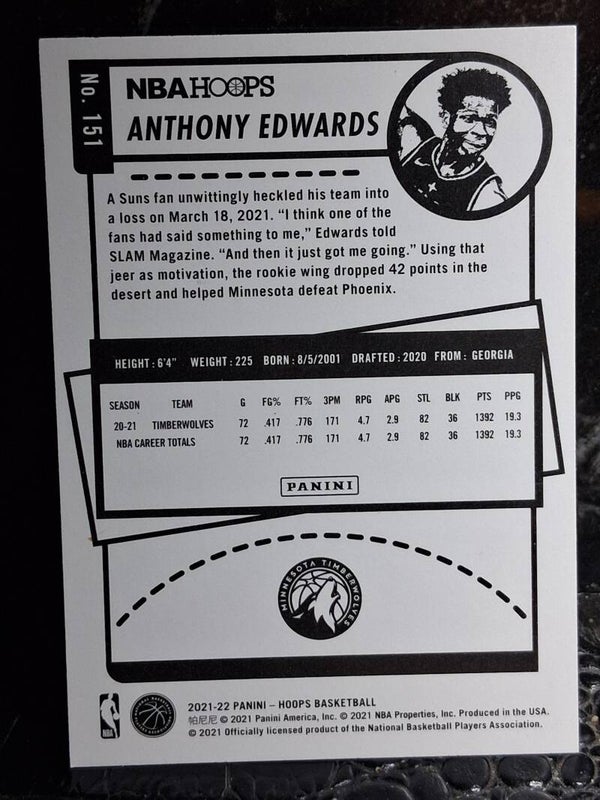 No. 151
NBA HOOPS
ANTHONY EDWARDS
A Suns fan unwittingly heckled his team into
a loss on March 18, 2021. “I think one of the
fans had said something to me,” Edwards told
SLAM Magazine. “And then it just got me going.” Using that
jeer as motivation, the rookie wing dropped 42 points in the
desert and helped Minnesota defeat Phoenix.
HEIGHT: 6'4" WEIGHT: 225 BORN: 8/5/2001 DRAFTED: 2020 FROM: GEORGIA
SEASON TEAM G FG% FT% 3PM RPG APG STL BLK PTS PPG
20-21 TIMBERWOLVES 72 .417 .776 171 4.7 2.9 82 36 1392 19.3
NBA CAREER TOTALS 72 .417 .776 171 4.7 2.9 82 36 1392 19.3
PANINI
MINNESOTA TIMBERWOLVES
NBA
2021-22 PANINI – HOOPS BASKETBALL
帕尼尼 © 2021 Panini America, Inc. © 2021 NBA Properties, Inc. Produced in the USA.
© 2021 Officially licensed product of the National Basketball Players Association.